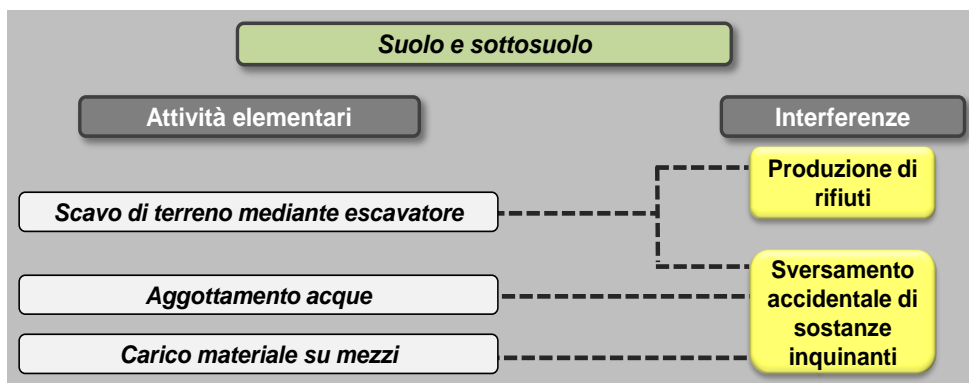 Suolo e sottosuolo
Attività elementari
Interferenze
Produzione di
rifiuti
Scavo di terreno mediante escavatore
Sversamento
accidentale di
sostanze
inquinanti
Aggottamento acque
Carico materiale su mezzi